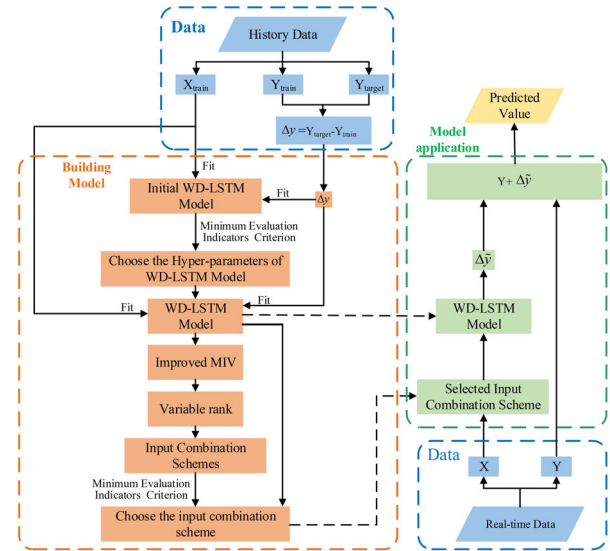 Data
History Data
Xtrain
Ytrain
Ytarget
Δy =Ytarget-Ytrain
Building
Model
Fit
Initial WD-LSTM
Model
Fit
Δy
Minimum Evaluation
Indicators Criterion
Choose the Hyper-parameters of
WD-LSTM Model
Fit
WD-LSTM
Model
Fit
Improved MIV
Variable rank
Input Combination
Schemes
Minimum Evaluation
Indicators Criterion
Choose the input combination
scheme
Predicted
Value
Model
application
Y+ Δỹ
Δỹ
WD-LSTM
Model
Selected Input
Combination Scheme
Data
X
Y
Real-time Data